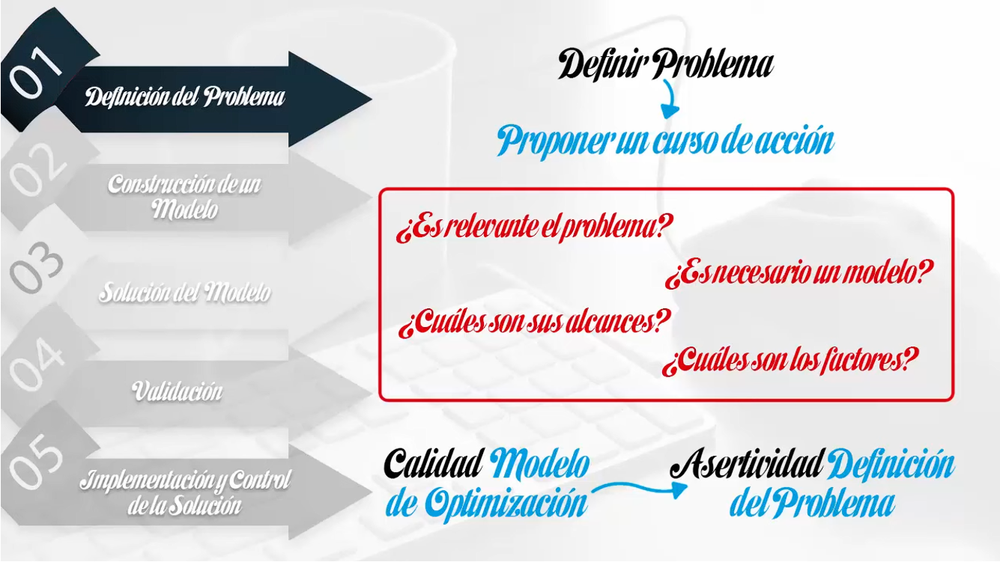 01
Definición del Problema
02
Construcción de un
Modelo
03
Solución del Modelo
04
Validación
05
Implementación y Control
de la Solución
Definir Problema
Proponer un curso de acción
¿Es relevante el problema?
¿Es necesario un modelo?
¿Cuáles son sus alcances?
¿Cuáles son los factores?
Calidad Modelo
de Optimización
Asertividad Definición
del Problema